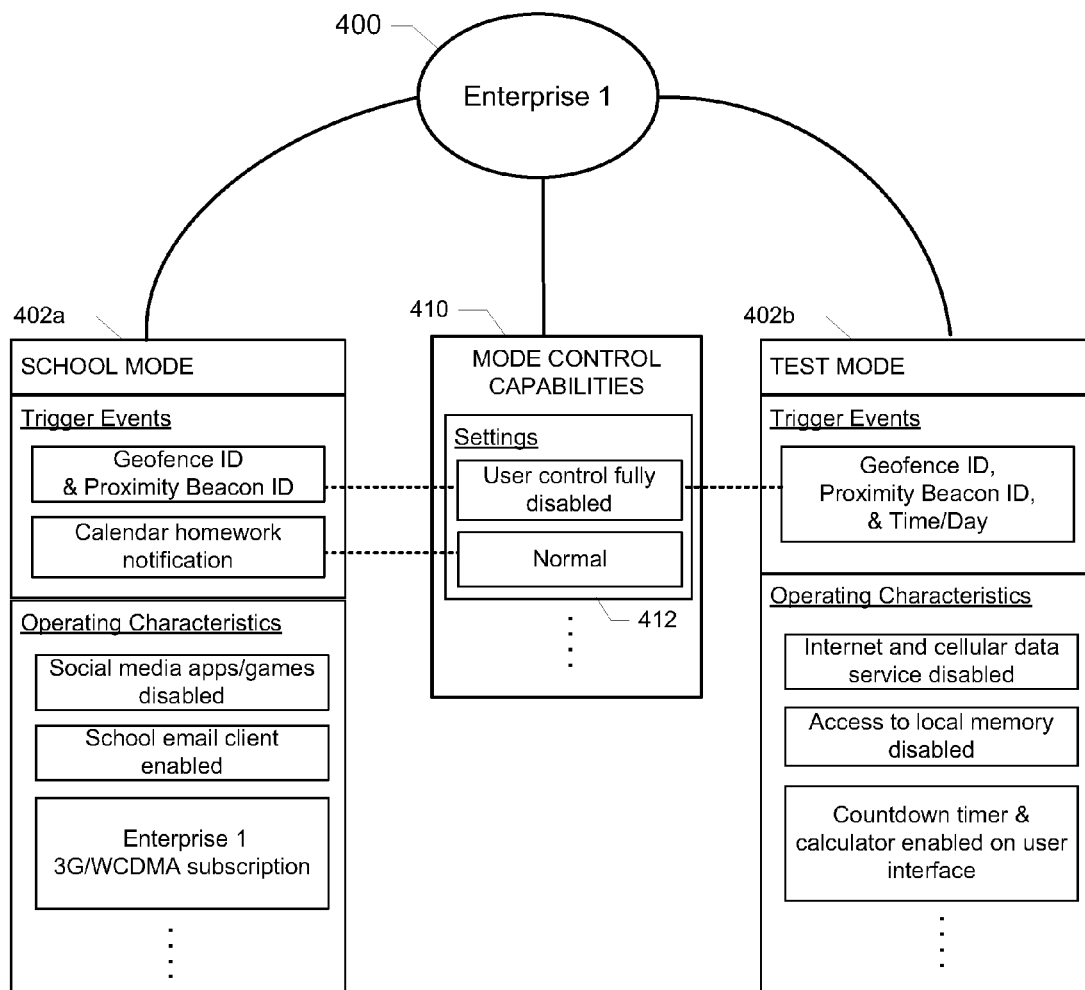 400
Enterprise 1
402a
SCHOOL MODE
Trigger Events
Geofence ID
& Proximity Beacon ID
Calendar homework
notification
Operating Characteristics
Social media apps/games
disabled
School email client
enabled
Enterprise 1
3G/WCDMA subscription
410
MODE CONTROL
CAPABILITIES
Settings
User control fully
disabled
Normal
412
402b
TEST MODE
Trigger Events
Geofence ID,
Proximity Beacon ID,
& Time/Day
Operating Characteristics
Internet and cellular data
service disabled
Access to local memory
disabled
Countdown timer &
calculator enabled on user
interface